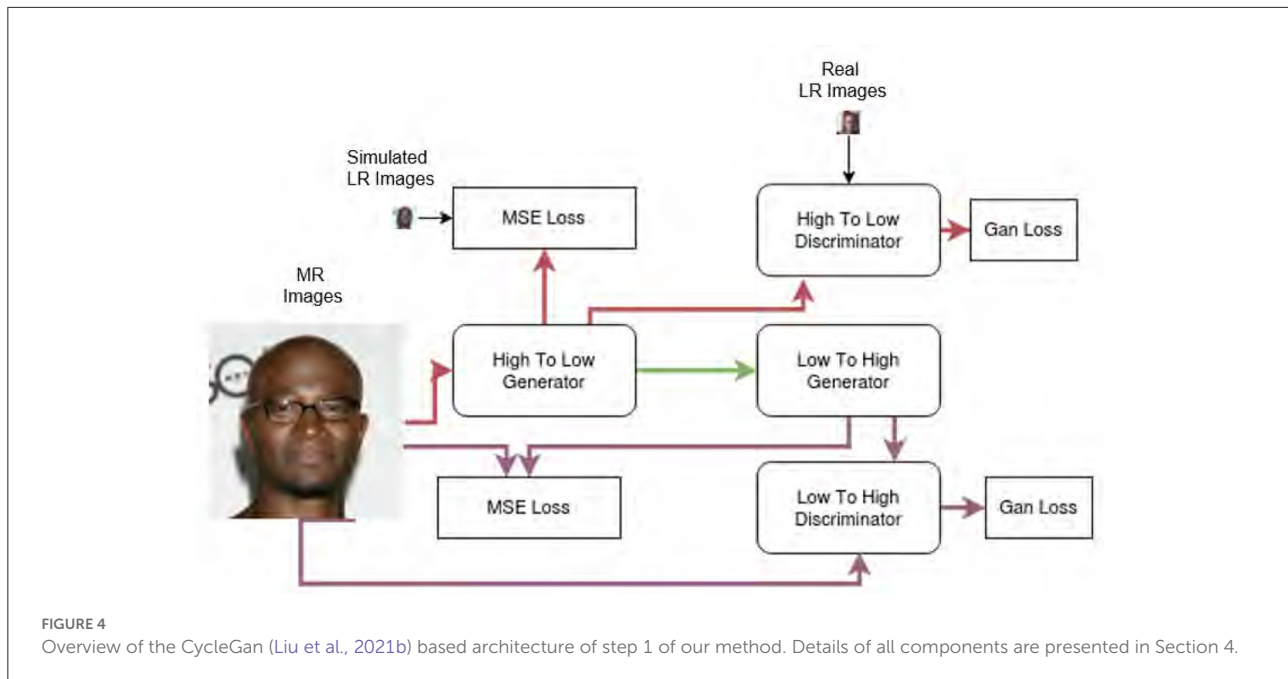 Real
LR Images
Simulated
LR Images
MSE Loss
High To Low
Discriminator
Gan Loss
MR
Images
High To Low
Generator
Low To High
Generator
MSE Loss
Low To High
Discriminator
Gan Loss
FIGURE 4
Overview of the CycleGan (Liu et al., 2021b) based architecture of step 1 of our method. Details of all components are presented in Section 4.